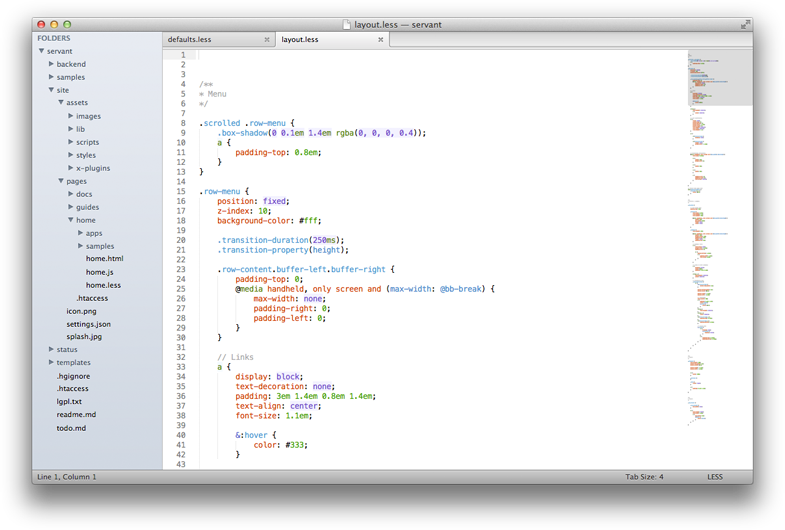 layout.less — servant
FOLDERS
servant
backend
samples
site
assets
images
lib
scripts
styles
x-plugins
pages
docs
guides
home
apps
samples
home.html
home.js
home.less
.htaccess
icon.png
settings.json
splash.jpg
status
templates
.hgignore
.htaccess
lgpl.txt
readme.md
todo.md
defaults.less
layout.less
1
2
3
4 /**
5 * Menu
6 */
7
8 .scrolled .row-menu {
9 .box-shadow(0 0.1em 1.4em rgba(0, 0, 0, 0.4));
10 a {
11 padding-top: 0.8em;
12 }
13 }
14
15 .row-menu {
16 position: fixed;
17 z-index: 10;
18 background-color: #fff;
19
20 .transition-duration(250ms);
21 .transition-property(height);
22
23 .row-content.buffer-left.buffer-right {
24 padding-top: 0;
25 @media handheld, only screen and (max-width: @bb-break) {
26 max-width: none;
27 padding-right: 0;
28 padding-left: 0;
29 }
30 }
31
32 // Links
33 a {
34 display: block;
35 text-decoration: none;
36 padding: 3em 1.4em 0.8em 1.4em;
37 text-align: center;
38 font-size: 1.1em;
39
40 &:hover {
41 color: #333;
42 }
43
Line 1, Column 1
Tab Size: 4
LESS